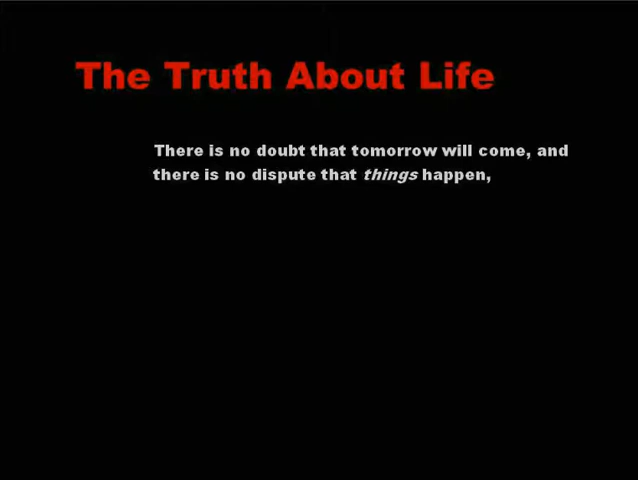 The Truth About Life
There is no doubt that tomorrow will come, and
there is no dispute that things happen,